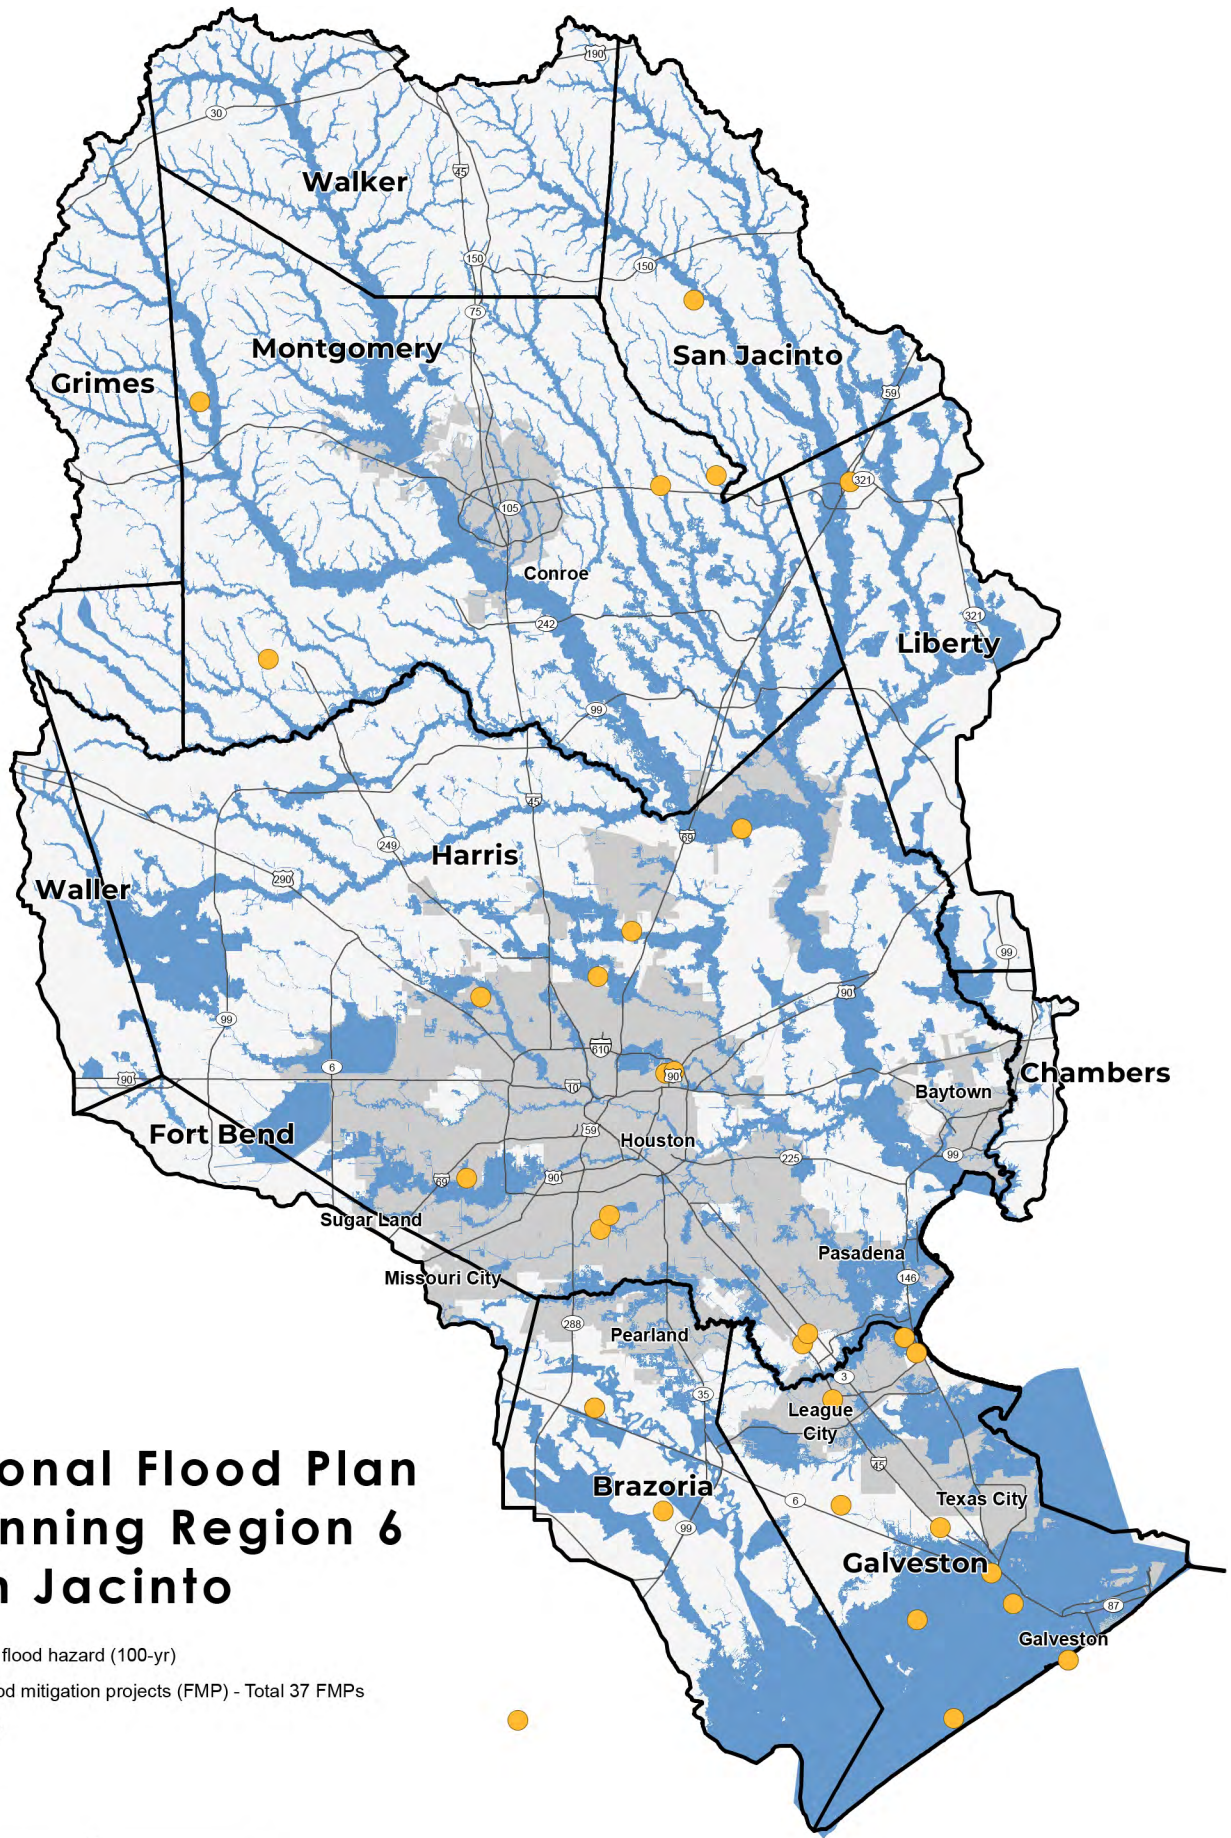 190
30
Walker
45
150
150
75
Montgomery
San Jacinto
Grimes
59
321
105
Conroe
321
242
Liberty
99
45
69
249
Harris
290
Waller
99
90
99
610
6
90
90
10
Chambers
Baytown
59
Fort Bend
Houston
225
99
69
90
Sugar Land
Pasadena
Missouri City
146
288
Pearland
3
35
League
City
45
onal Flood Plan
Brazoria
6
Texas City
nning Region 6
99
Galveston
n Jacinto
87
Galveston
flood hazard (100-yr)
od mitigation projects (FMP) - Total 37 FMPs